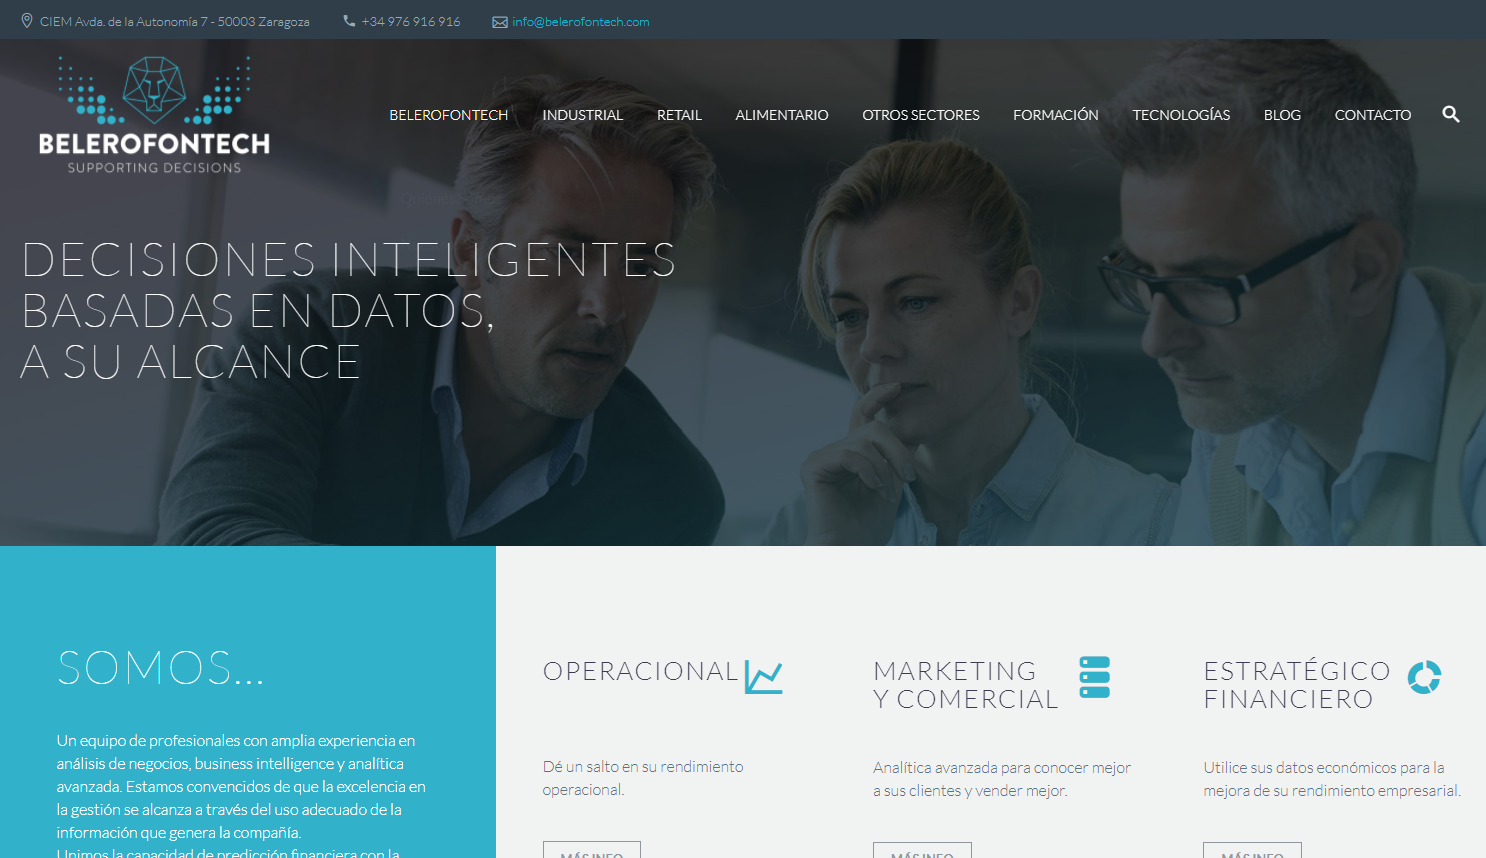 CIEM Avda. de la Autonomía 7 - 50003 Zaragoza
+34 976 916 916
info@belerofontech.com
BELEROFONTECH
SUPPORTING DECISIONS
BELEROFONTECH
INDUSTRIAL
RETAIL
ALIMENTARIO
OTROS SECTORES
FORMACIÓN
TECNOLOGÍAS
BLOG
CONTACTO
DECISIONES INTELIGENTES
BASADAS EN DATOS,
A SU ALCANCE
SOMOS...
Un equipo de profesionales con amplia experiencia en
análisis de negocios, business intelligence y analítica
avanzada. Estamos convencidos de que la excelencia en
la gestión se alcanza a través del uso adecuado de la
información que genera la compañía.
Unimos la capacidad de predicción financiera con la
OPERACIONAL
Dé un salto en su rendimiento
operacional.
MÁS INFO
MARKETING
Y COMERCIAL
Analítica avanzada para conocer mejor
a sus clientes y vender mejor.
MÁS INFO
ESTRATÉGICO
FINANCIERO
Utilice sus datos económicos para la
mejora de su rendimiento empresarial.
MÁS INFO